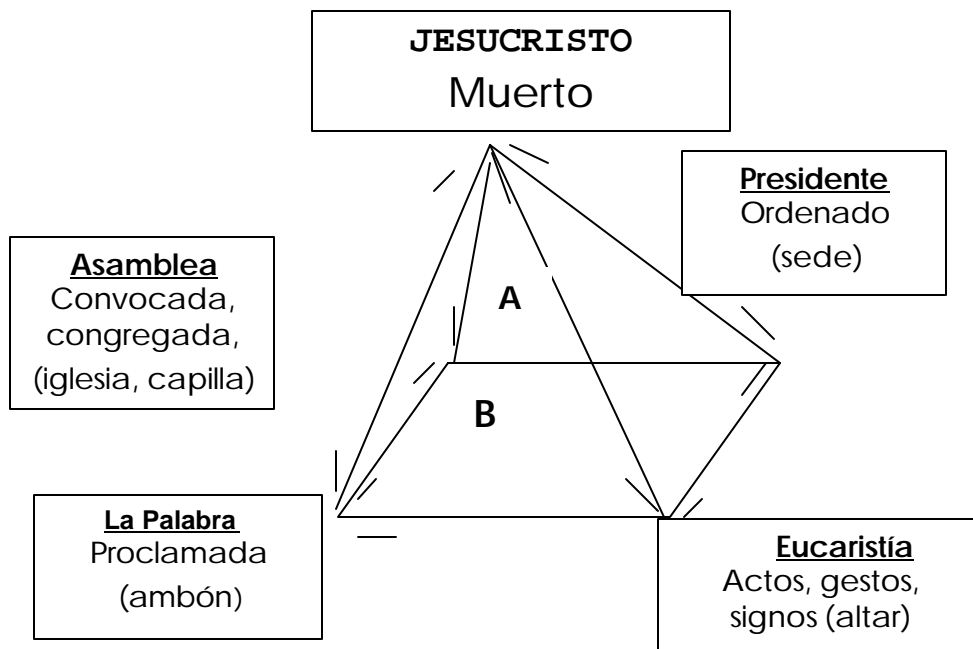 JESUCRISTO
Muerto
Presidente
Ordenado
(sede)
Asamblea
Convocada,
congregada,
(iglesia, capilla)
A
B
La Palabra
Proclamada
(ambón)
Eucaristía
Actos, gestos,
signos (altar)